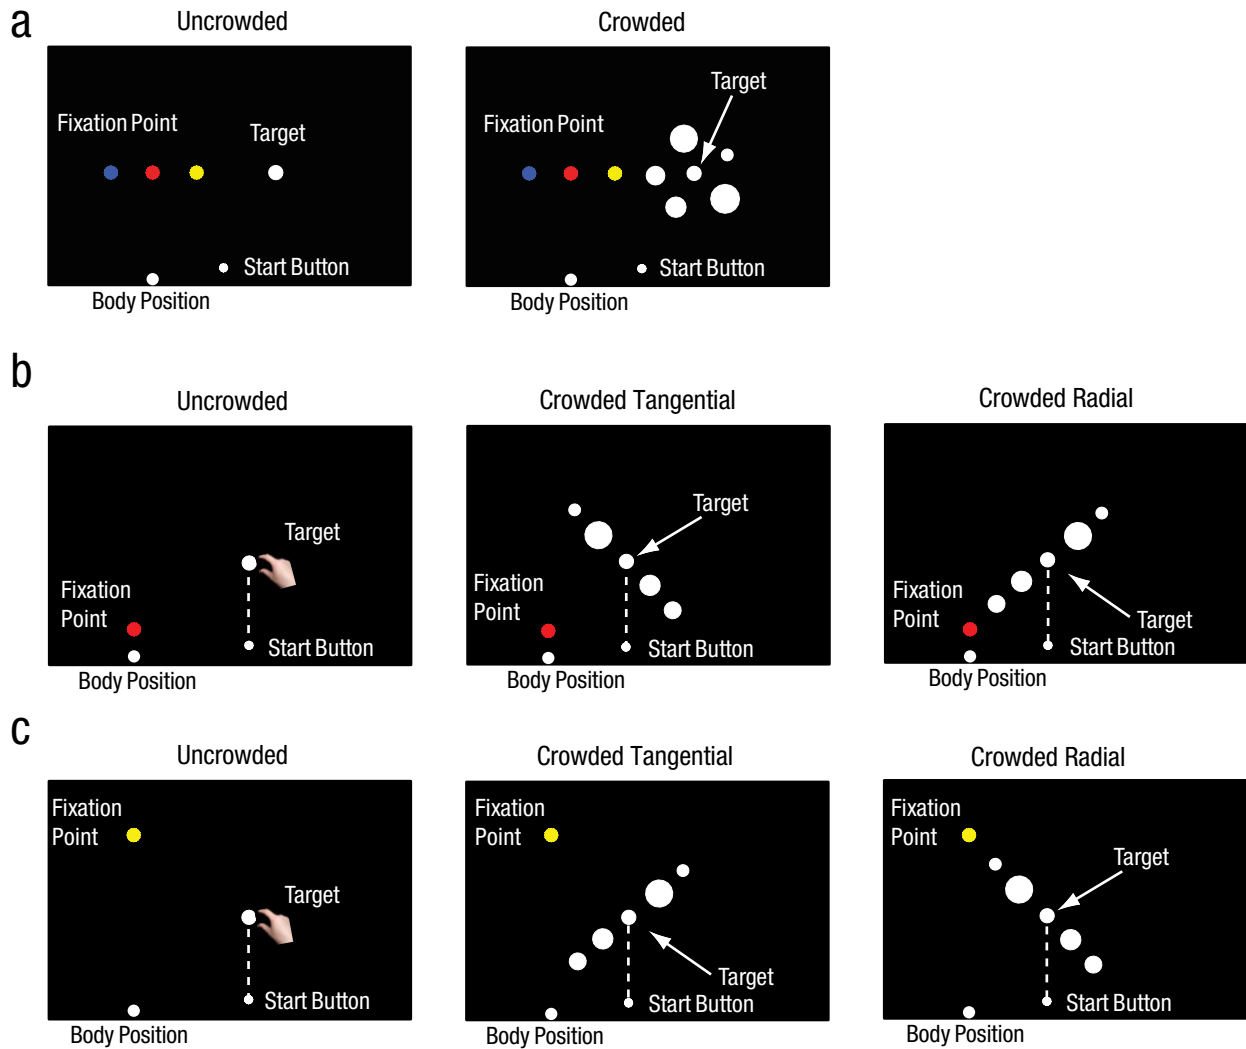 a
Uncrowded
Crowded
Fixation Point
Target
Start Button
Body Position
Target
Fixation Point
Start Button
Body Position
b
Uncrowded
Crowded Tangential
Crowded Radial
Target
Fixation
Point
Start Button
Body Position
Target
Fixation
Point
Start Button
Body Position
Fixation
Point
Target
Start Button
Body Position
c
Uncrowded
Crowded Tangential
Crowded Radial
Fixation
Point
Target
Start Button
Body Position
Fixation
Point
Target
Start Button
Body Position
Fixation
Point
Target
Start Button
Body Position